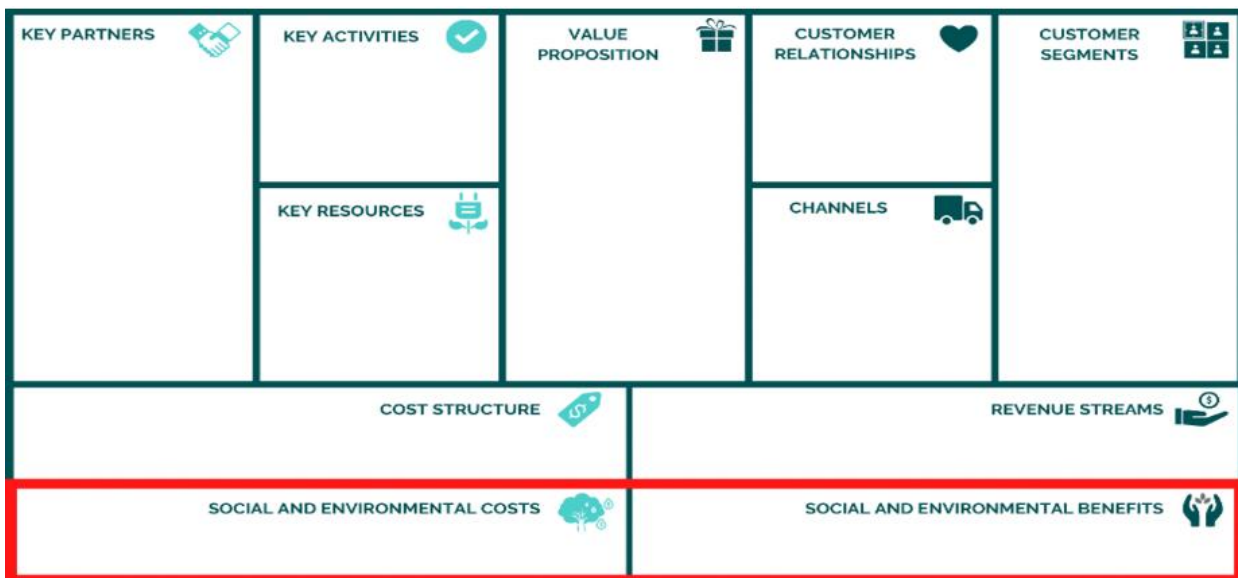 KEY PARTNERS
KEY ACTIVITIES
VALUE
PROPOSITION
CUSTOMER
RELATIONSHIPS
CUSTOMER
SEGMENTS
KEY RESOURCES
CHANNELS
COST STRUCTURE
REVENUE STREAMS
SOCIAL AND ENVIRONMENTAL COSTS
SOCIAL AND ENVIRONMENTAL BENEFITS